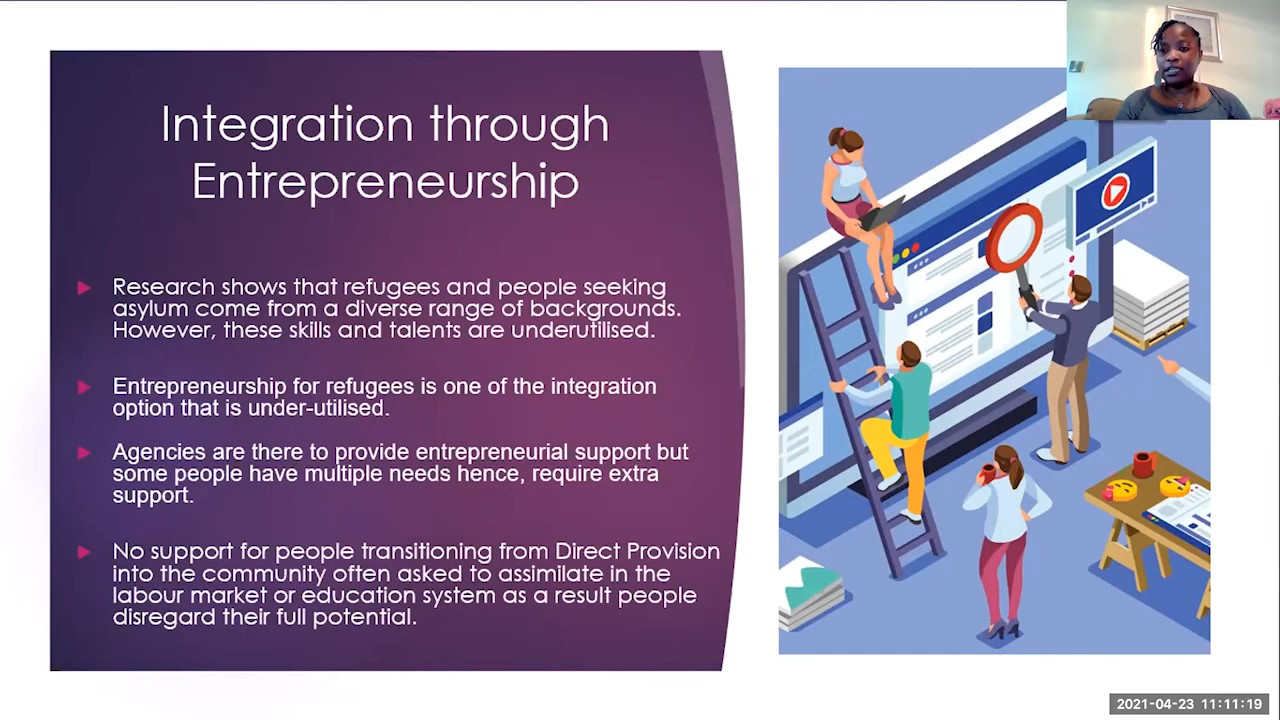 Integration through
Entrepreneurship
Research shows that refugees and people seeking
asylum come from a diverse range of backgrounds.
However, these skills and talents are underutilised.
Entrepreneurship for refugees is one of the integration
option that is under-utilised.
Agencies are there to provide entrepreneurial support but
some people have multiple needs hence, require extra
support.
No support for people transitioning from Direct Provision
into the community often asked to assimilate in the
labour market or education system as a result people
disregard their full potential.
2021-04-23 11:11:19